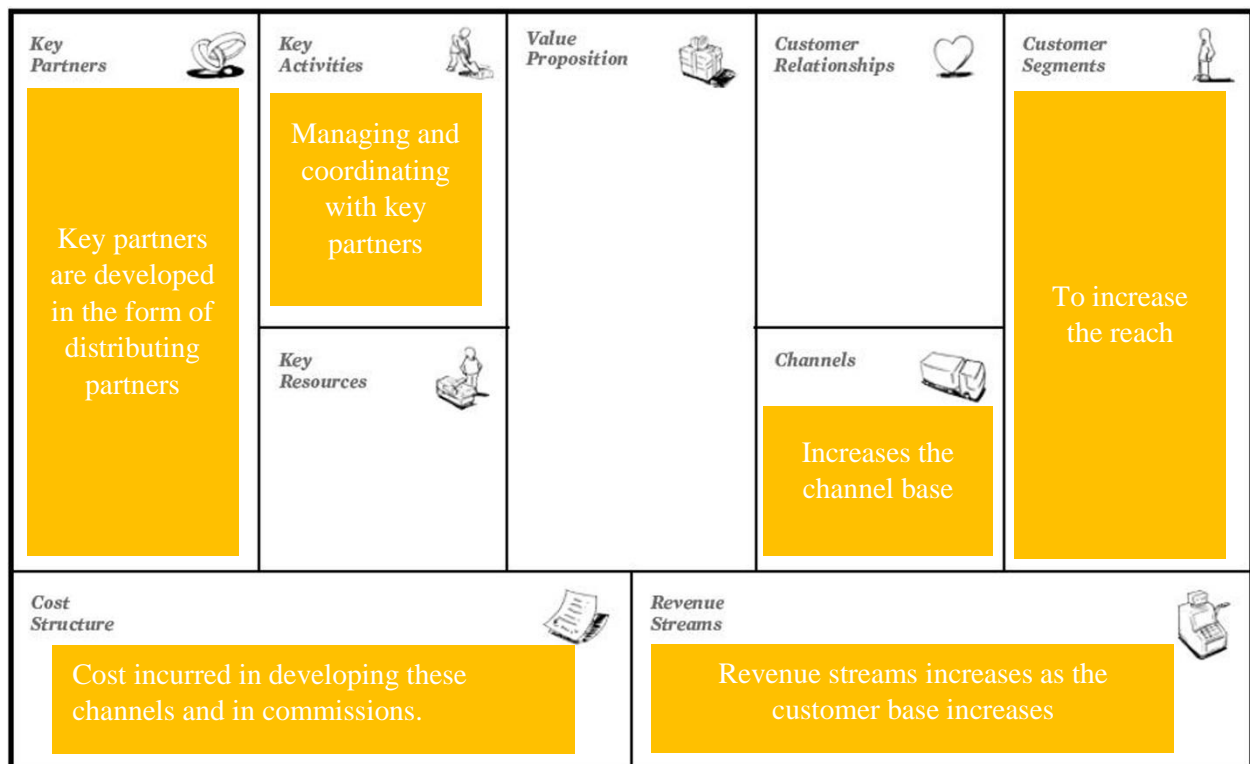 Key
Partners
Key partners
are developed
in the form of
distributing
partners
Key
Activities
Managing and
coordinating
with key
partners
Key
Resources
Value
Proposition
Customer
Relationships
Channels
Increases the
channel base
Customer
Segments
To increase
the reach
Cost
Structure
Cost incurred in developing these
channels and in commissions.
Revenue
Streams
Revenue streams increases as the
customer base increases